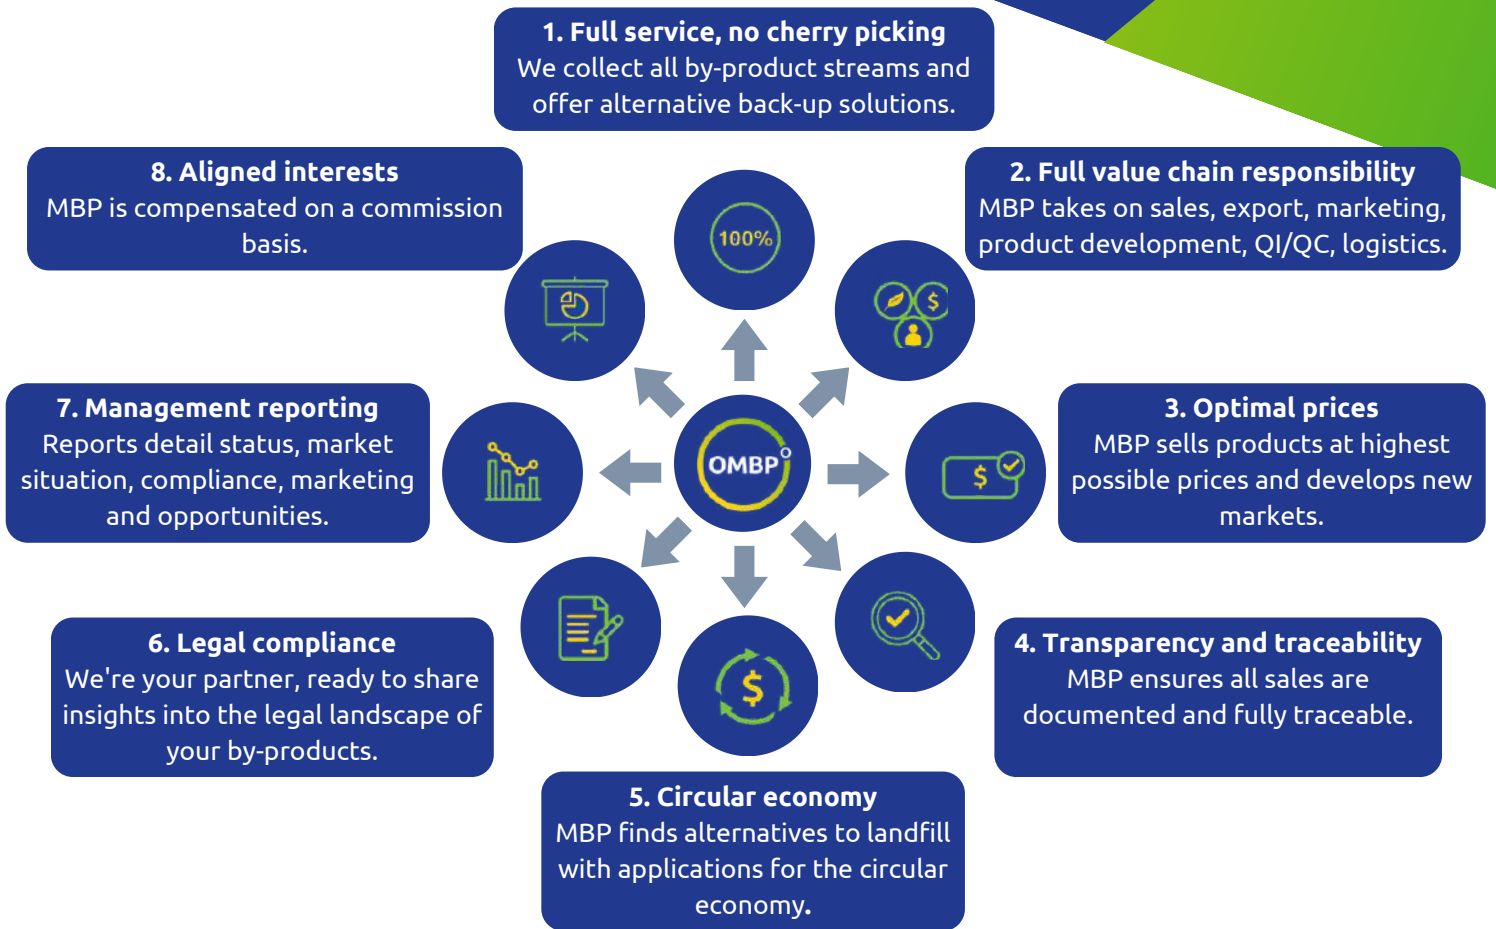 1. Full service, no cherry picking
We collect all by-product streams and
offer alternative back-up solutions.
8. Aligned interests
MBP is compensated on a commission
basis.
2. Full value chain responsibility
MBP takes on sales, export, marketing,
product development, QI/QC, logistics.
100%
$
7. Management reporting
Reports detail status, market
situation, compliance, marketing
and opportunities.
OMBP
$
3. Optimal prices
MBP sells products at highest
possible prices and develops new
markets.
6. Legal compliance
We're your partner, ready to share
insights into the legal landscape of
your by-products.
$
4. Transparency and traceability
MBP ensures all sales are
documented and fully traceable.
5. Circular economy
MBP finds alternatives to landfill
with applications for the circular
economy.